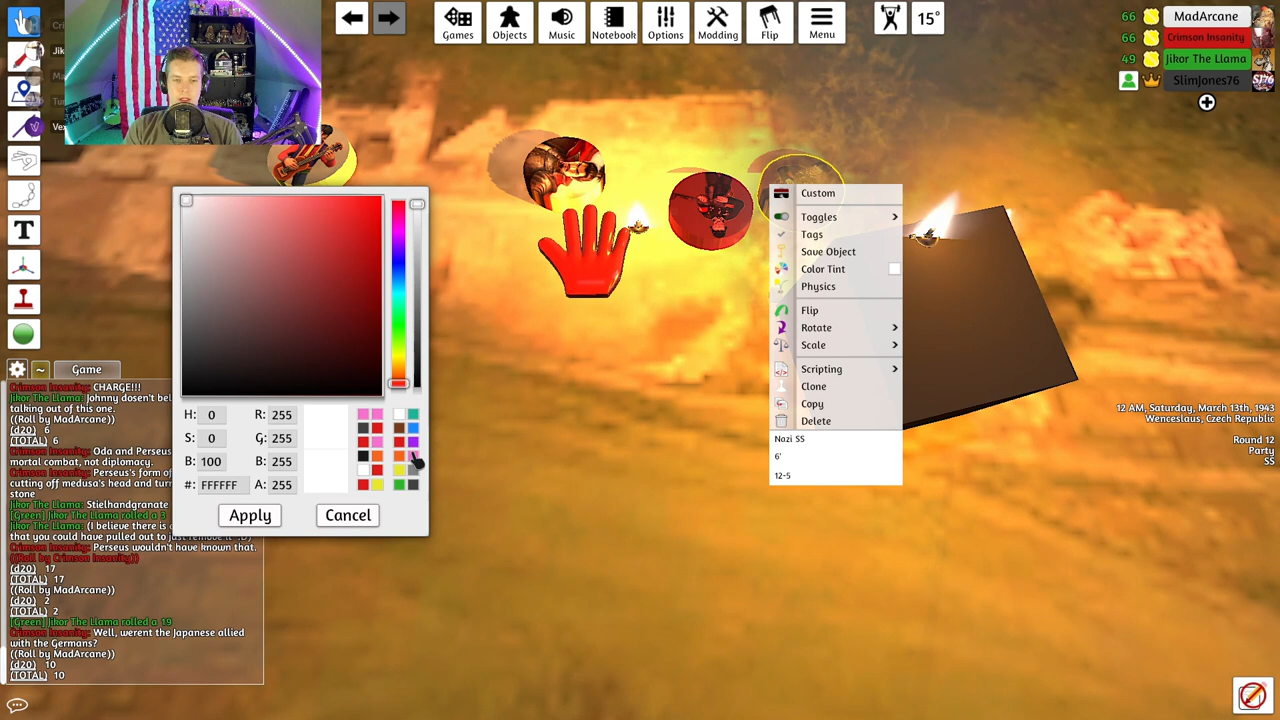 Games
Objects
Music
Notebook
Options
Modding
Flip
Menu
15°
66 MadArcane
66 Crimson Insanity
49 Jikor The Llama
SlimJones76
SJ76
T
Custom
Toggles
Tags
Save Object
Color Tint
Physics
Flip
Rotate
Scale
Scripting
Clone
Copy
Delete
Nazi SS
6'
12-5
H: 0 R: 255
S: 0 G: 255
B: 100 B: 255
#: FFFFFF A: 255
Apply Cancel
12 AM, Saturday, March 13th, 1943
Wenceslaus, Czech Republic
Round 12
Party
SS
~ Game
Crimson Insanity: CHARGE!!!
Jikor The Llama: Johnny dosen't bel
talking out of this one.
((Roll by MadArcane))
(d20) 6
(TOTAL) 6
Crimson Insanity: Oda and Perseus
mortal combat, not diplomacy.
Crimson Insanity: Perseus's form of
cutting off medusa's head and turn
stone
Jikor The Llama: Stielhandgranate
[Green]Jikor The Llama rolled a 3
Jikor The Llama: (I believe there is a
that you could have pulled out to just remove it
Crimson Insanity: Perseus wouldn't have known that.
((Roll by Crimson Insanity))
(d20) 17
(TOTAL) 17
((Roll by MadArcane))
(d20) 2
(TOTAL) 2
[Green]Jikor The Llama rolled a 19
Crimson Insanity: Well, werent the Japanese allied
with the Germans?
((Roll by MadArcane))
(d20) 10
(TOTAL) 10